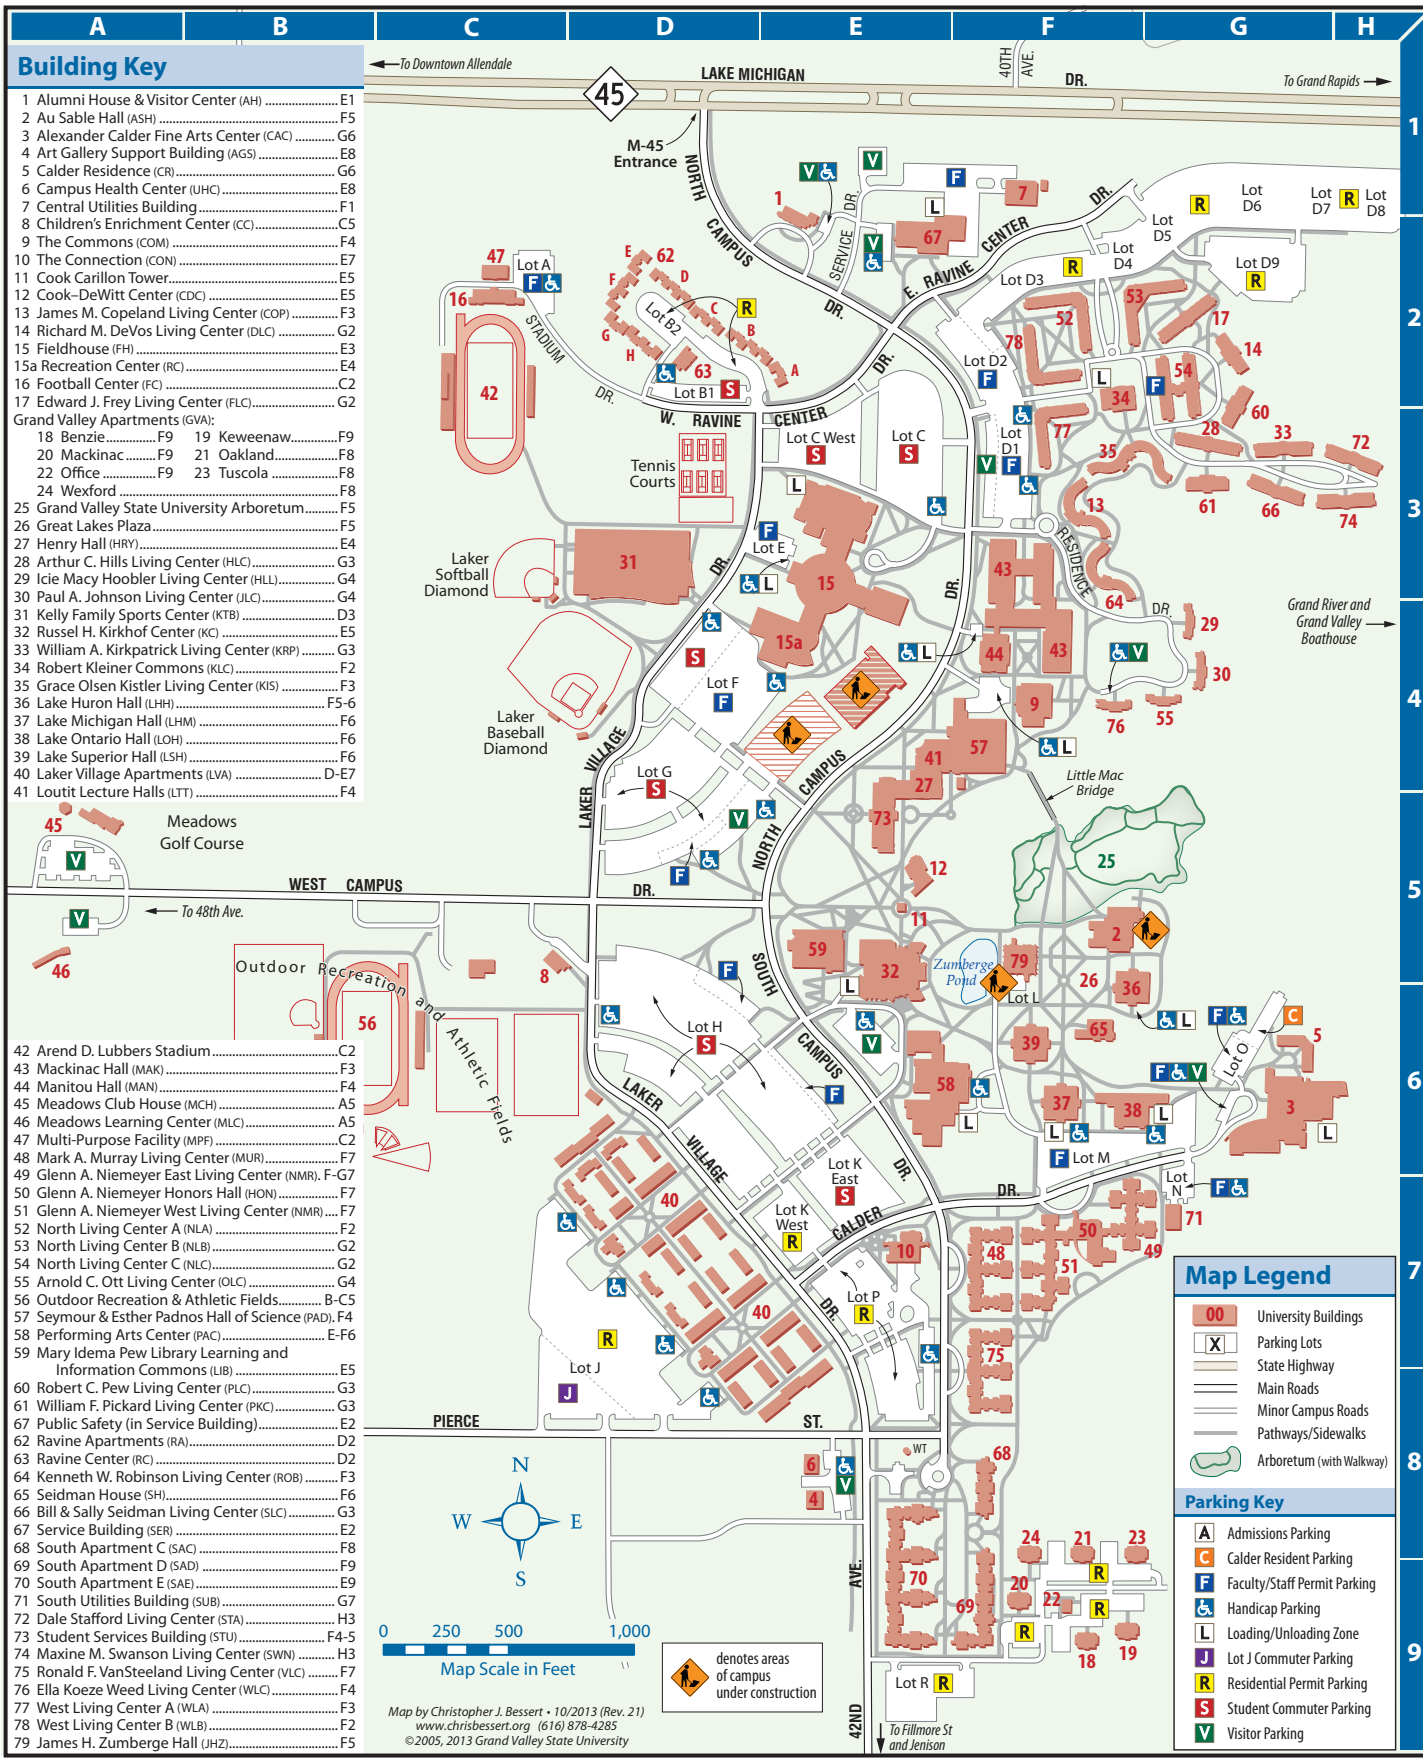 A B C D E F G H
Building Key
1 Alumni House & Visitor Center (AH) E1
2 Au Sable Hall (ASH) F5
3 Alexander Calder Fine Arts Center (CAC) G6
4 Art Gallery Support Building (AGS) E8
5 Calder Residence (CR) G6
6 Campus Health Center (UHC) E8
7 Central Utilities Building F1
8 Children's Enrichment Center (CC) C5
9 The Commons (COM) F4
10 The Connection (CON) E7
11 Cook Carillon Tower E5
12 Cook–DeWitt Center (CDC) E5
13 James M. Copeland Living Center (COP) F3
14 Richard M. DeVos Living Center (DLC) G2
15 Fieldhouse (FH) E3
15a Recreation Center (RC) E4
16 Football Center (FC) C2
17 Edward J. Frey Living Center (FLC) G2
Grand Valley Apartments (GVA):
18 Benzie F9 19 Keweenaw F9
20 Mackinac F9 21 Oakland F8
22 Office F9 23 Tuscola F8
24 Wexford F8
25 Grand Valley State University Arboretum F5
26 Great Lakes Plaza F5
27 Henry Hall (HRY) E4
28 Arthur C. Hills Living Center (HLC) G3
29 Icie Macy Hoobler Living Center (HLL) G4
30 Paul A. Johnson Living Center (JLC) G4
31 Kelly Family Sports Center (KTB) D3
32 Russel H. Kirkhof Center (KC) E5
33 William A. Kirkpatrick Living Center (KRP) G3
34 Robert Kleiner Commons (KLC) F2
35 Grace Olsen Kistler Living Center (KIS) F3
36 Lake Huron Hall (LHH) F5-6
37 Lake Michigan Hall (LHM) F6
38 Lake Ontario Hall (LOH) F6
39 Lake Superior Hall (LSH) F6
40 Laker Village Apartments (LVA) D-E7
41 Loutit Lecture Halls (LTT) F4
42 Arend D. Lubbers Stadium C2
43 Mackinac Hall (MAK) F3
44 Manitou Hall (MAN) F4
45 Meadows Club House (MCH) A5
46 Meadows Learning Center (MLC) A5
47 Multi-Purpose Facility (MPF) C2
48 Mark A. Murray Living Center (MUR) F7
49 Glenn A. Niemeyer East Living Center (NMR). F-G7
50 Glenn A. Niemeyer Honors Hall (HON) F7
51 Glenn A. Niemeyer West Living Center (NMR) F7
52 North Living Center A (NLA) F2
53 North Living Center B (NLB) G2
54 North Living Center C (NLC) G2
55 Arnold C. Ott Living Center (OLC) G4
56 Outdoor Recreation & Athletic Fields B-C5
57 Seymour & Esther Padnos Hall of Science (PAD). F4
58 Performing Arts Center (PAC) E-F6
59 Mary Idema Pew Library Learning and
Information Commons (LIB) E5
60 Robert C. Pew Living Center (PLC) G3
61 William F. Pickard Living Center (PKC) G3
67 Public Safety (in Service Building) E2
62 Ravine Apartments (RA) D2
63 Ravine Center (RC) D2
64 Kenneth W. Robinson Living Center (ROB) F3
65 Seidman House (SH) F6
66 Bill & Sally Seidman Living Center (SLC) G3
67 Service Building (SER) E2
68 South Apartment C (SAC) F8
69 South Apartment D (SAD) F9
70 South Apartment E (SAE) E9
71 South Utilities Building (SUB) G7
72 Dale Stafford Living Center (STA) H3
73 Student Services Building (STU) F4-5
74 Maxine M. Swanson Living Center (SWN) H3
75 Ronald F. VanSteeland Living Center (VLC) F7
76 Ella Koeze Weed Living Center (WLC) F4
77 West Living Center A (WLA) F3
78 West Living Center B (WLB) F2
79 James H. Zumberge Hall (JHZ) F5
To Downtown Allendale
45
LAKE MICHIGAN DR.
40TH AVE.
To Grand Rapids
M-45
Entrance
NORTH CAMPUS DR.
SERVICE DR.
E. RAVINE CENTER DR.
Lot D3
Lot D4
Lot D5
Lot D6
Lot D7
Lot D8
Lot D9
Lot A
STADIUM DR.
Lot B2
Lot B1
A B C D E F G H
W. RAVINE CENTER DR.
Lot C West
Lot C
Lot D2
Lot D1
Tennis
Courts
Laker
Softball
Diamond
Lot E
RESIDENCE DR.
Grand River and
Grand Valley
Boathouse
Laker
Baseball
Diamond
Lot F
Lot G
LAKER VILLAGE DR.
NORTH CAMPUS DR.
Little Mac
Bridge
Meadows
Golf Course
WEST CAMPUS DR.
To 48th Ave.
Outdoor Recreation and Athletic Fields
Zumberge
Pond
Lot L
SOUTH CAMPUS DR.
Lot H
Lot O
Lot M
Lot N
LAKER VILLAGE DR.
Lot K
East
Lot K
West
CALDER DR.
Lot P
Lot J
PIERCE ST.
WT
42ND AVE.
Lot R
To Fillmore St
and Jenison
N
W E
S
0 250 500 1,000
Map Scale in Feet
denotes areas
of campus
under construction
Map by Christopher J. Bessert • 10/2013 (Rev. 21)
www.chrisbessert.org (616) 878-4285
©2005, 2013 Grand Valley State University
Map Legend
00 University Buildings
X Parking Lots
State Highway
Main Roads
Minor Campus Roads
Pathways/Sidewalks
Arboretum (with Walkway)
Parking Key
A Admissions Parking
C Calder Resident Parking
F Faculty/Staff Permit Parking
Handicap Parking
L Loading/Unloading Zone
J Lot J Commuter Parking
R Residential Permit Parking
S Student Commuter Parking
V Visitor Parking
1
2
3
4
5
6
7
8
9